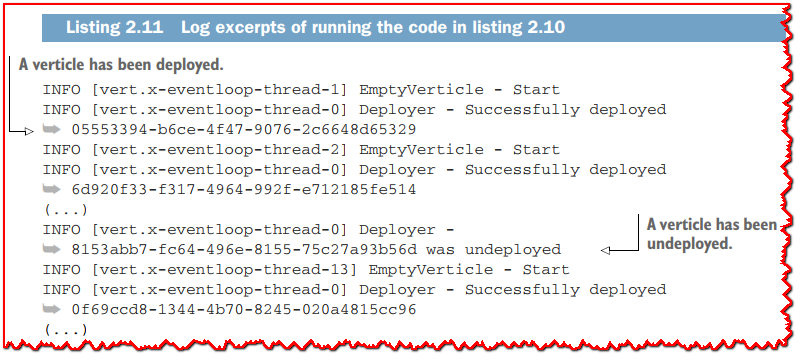 Listing 2.11 Log excerpts of running the code in listing 2.10
A verticle has been deployed.
INFO [vert.x-eventloop-thread-1] EmptyVerticle - Start
INFO [vert.x-eventloop-thread-0] Deployer - Successfully deployed
➥ 05553394-b6ce-4f47-9076-2c6648d65329
INFO [vert.x-eventloop-thread-2] EmptyVerticle - Start
INFO [vert.x-eventloop-thread-0] Deployer - Successfully deployed
➥ 6d920f33-f317-4964-992f-e712185fe514
(...)
INFO [vert.x-eventloop-thread-0] Deployer -
➥ 8153abb7-fc64-496e-8155-75c27a93b56d was undeployed
A verticle has been
undeployed.
INFO [vert.x-eventloop-thread-13] EmptyVerticle - Start
INFO [vert.x-eventloop-thread-0] Deployer - Successfully deployed
➥ 0f69ccd8-1344-4b70-8245-020a4815cc96
(...)